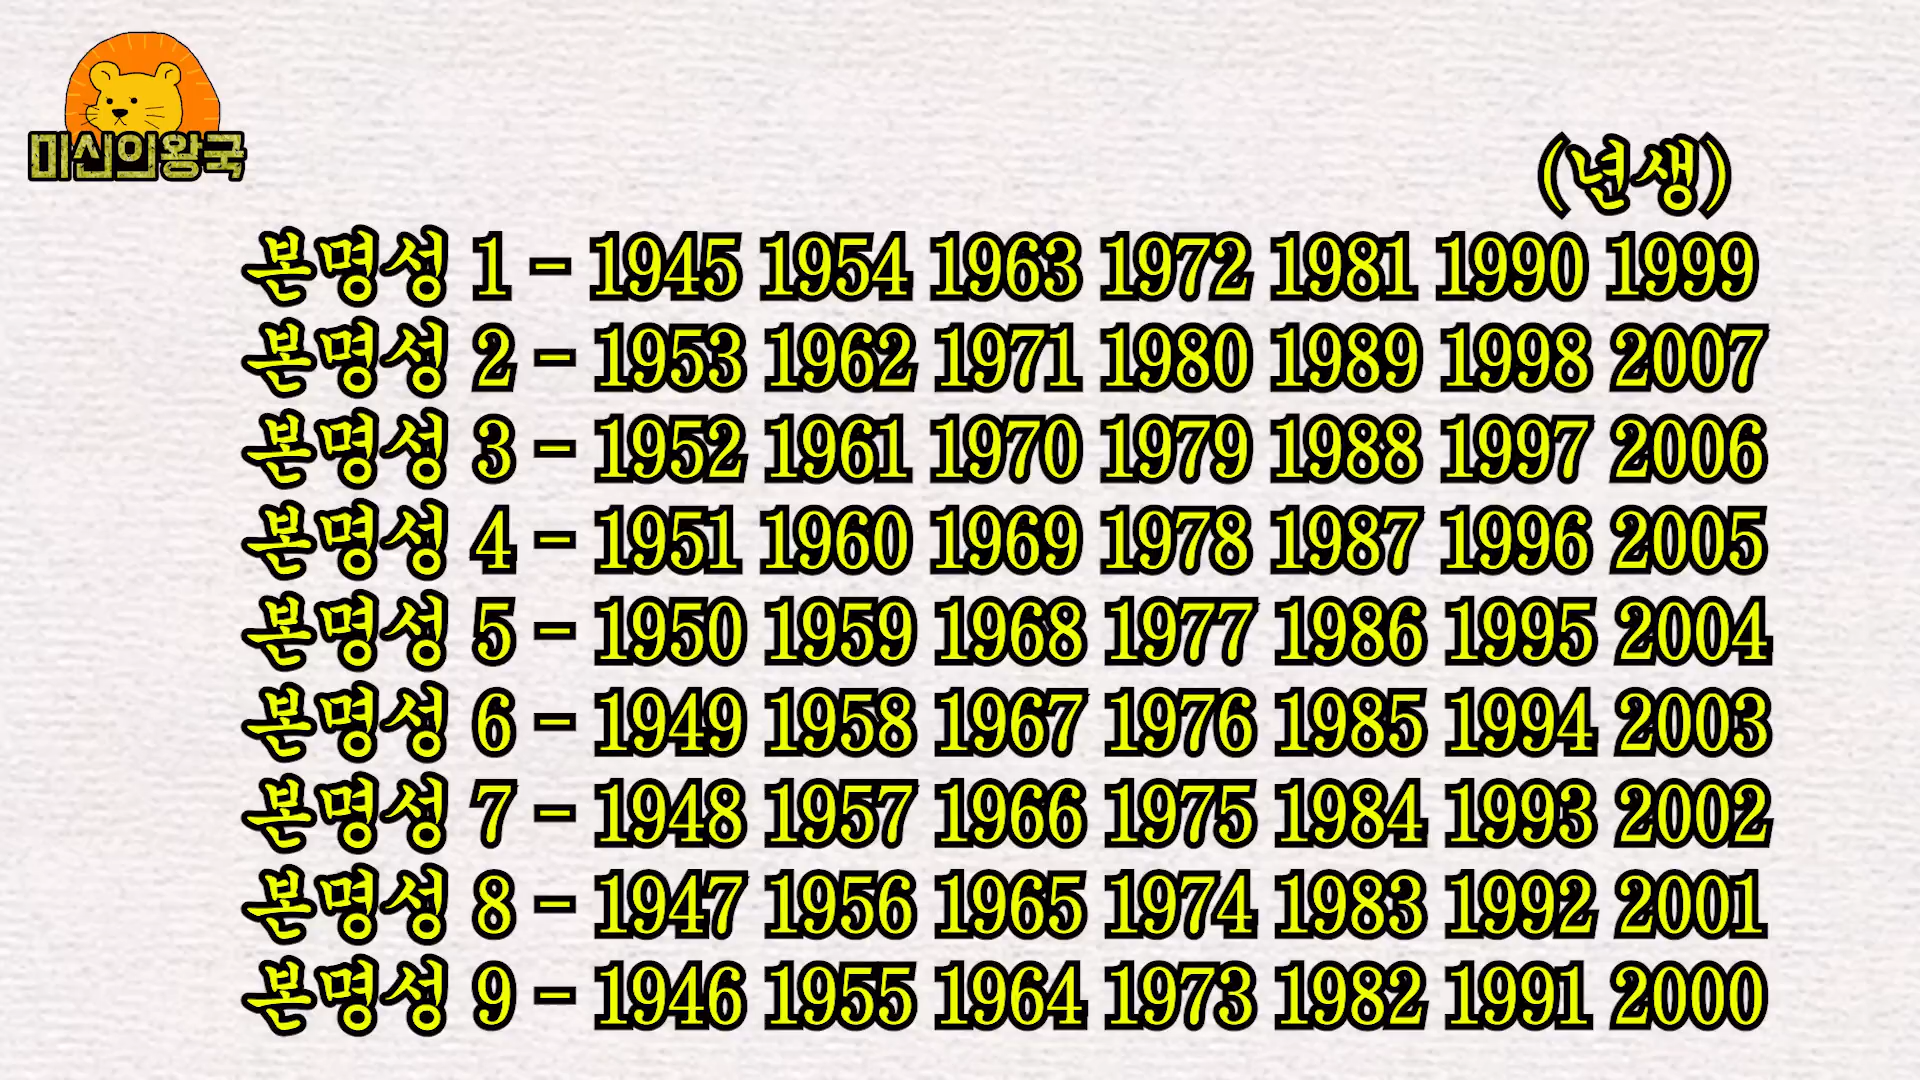 미신의왕국
(년생)
본명성 1 - 1945 1954 1963 1972 1981 1990 1999
본명성 2 - 1953 1962 1971 1980 1989 1998 2007
본명성 3 - 1952 1961 1970 1979 1988 1997 2006
본명성 4 - 1951 1960 1969 1978 1987 1996 2005
본명성 5 - 1950 1959 1968 1977 1986 1995 2004
본명성 6 - 1949 1958 1967 1976 1985 1994 2003
본명성 7 - 1948 1957 1966 1975 1984 1993 2002
본명성 8 - 1947 1956 1965 1974 1983 1992 2001
본명성 9 - 1946 1955 1964 1973 1982 1991 2000